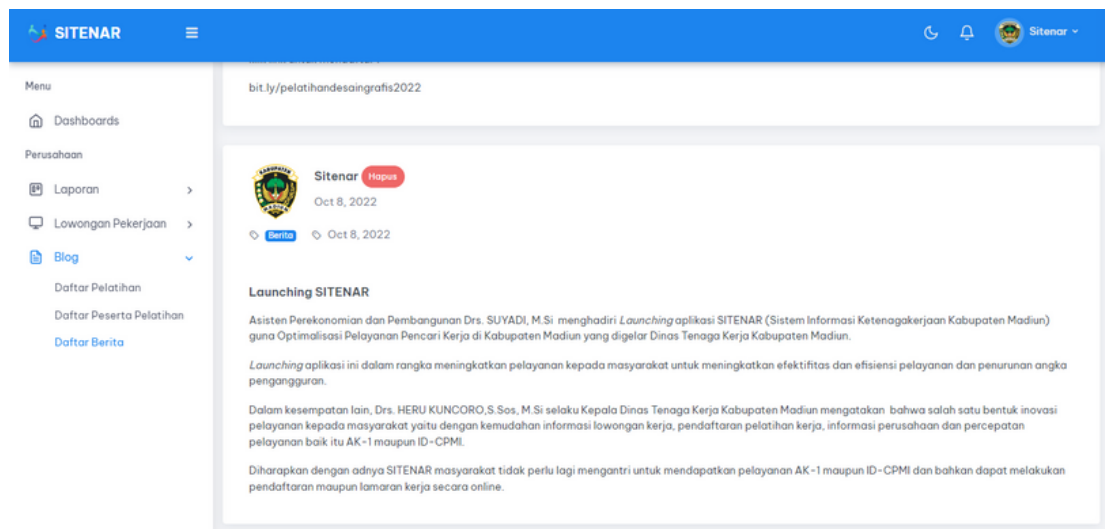 SITENAR
Sitenar
Menu
Dashboards
Perusahaan
Laporan
Lowongan Pekerjaan
Blog
Daftar Pelatihan
Daftar Peserta Pelatihan
Daftar Berita
bit.ly/pelatihandesaingrafis2022
KABUPATEN
MADIUN
Sitenar Hapus
Oct 8, 2022
Berita Oct 8, 2022
Launching SITENAR
Asisten Perekonomian dan Pembangunan Drs. SUYADI, M.Si menghadiri Launching aplikasi SITENAR (Sistem Informasi Ketenagakerjaan Kabupaten Madiun)
guna Optimalisasi Pelayanan Pencari Kerja di Kabupaten Madiun yang digelar Dinas Tenaga Kerja Kabupaten Madiun.
Launching aplikasi ini dalam rangka meningkatkan pelayanan kepada masyarakat untuk meningkatkan efektifitas dan efisiensi pelayanan dan penurunan angka
pengangguran.
Dalam kesempatan lain, Drs. HERU KUNCORO,S.Sos, M.Si selaku Kepala Dinas Tenaga Kerja Kabupaten Madiun mengatakan bahwa salah satu bentuk inovasi
pelayanan kepada masyarakat yaitu dengan kemudahan informasi lowongan kerja, pendaftaran pelatihan kerja, informasi perusahaan dan percepatan
pelayanan baik itu AK-1 maupun ID-CPMI.
Diharapkan dengan adnya SITENAR masyarakat tidak perlu lagi mengantri untuk mendapatkan pelayanan AK-1 maupun ID-CPMI dan bahkan dapat melakukan
pendaftaran maupun lamaran kerja secara online.